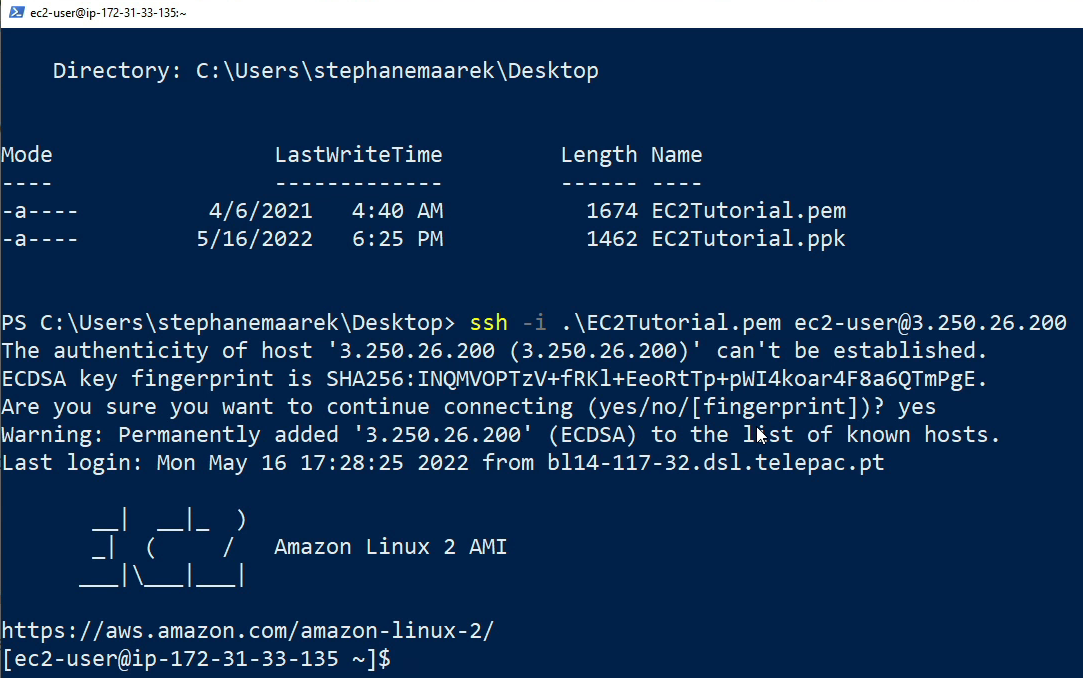 ec2-user@ip-172-31-33-135:~
Directory: C:\Users\stephanemaarek\Desktop
Mode                 LastWriteTime         Length Name
----                 -------------         ------ ----
-a----          4/6/2021   4:40 AM           1674 EC2Tutorial.pem
-a----         5/16/2022   6:25 PM           1462 EC2Tutorial.ppk
PS C:\Users\stephanemaarek\Desktop> ssh -i .\EC2Tutorial.pem ec2-user@3.250.26.200
The authenticity of host '3.250.26.200 (3.250.26.200)' can't be established.
ECDSA key fingerprint is SHA256:INQMVOPTzV+fRKl+EeoRtTp+pWI4koar4F8a6QTmPgE.
Are you sure you want to continue connecting (yes/no/[fingerprint])? yes
Warning: Permanently added '3.250.26.200' (ECDSA) to the list of known hosts.
Last login: Mon May 16 17:28:25 2022 from bl14-117-32.dsl.telepac.pt
       __|  __|_  )
       _|  (     /   Amazon Linux 2 AMI
      ___|\___|___|
https://aws.amazon.com/amazon-linux-2/
[ec2-user@ip-172-31-33-135 ~]$